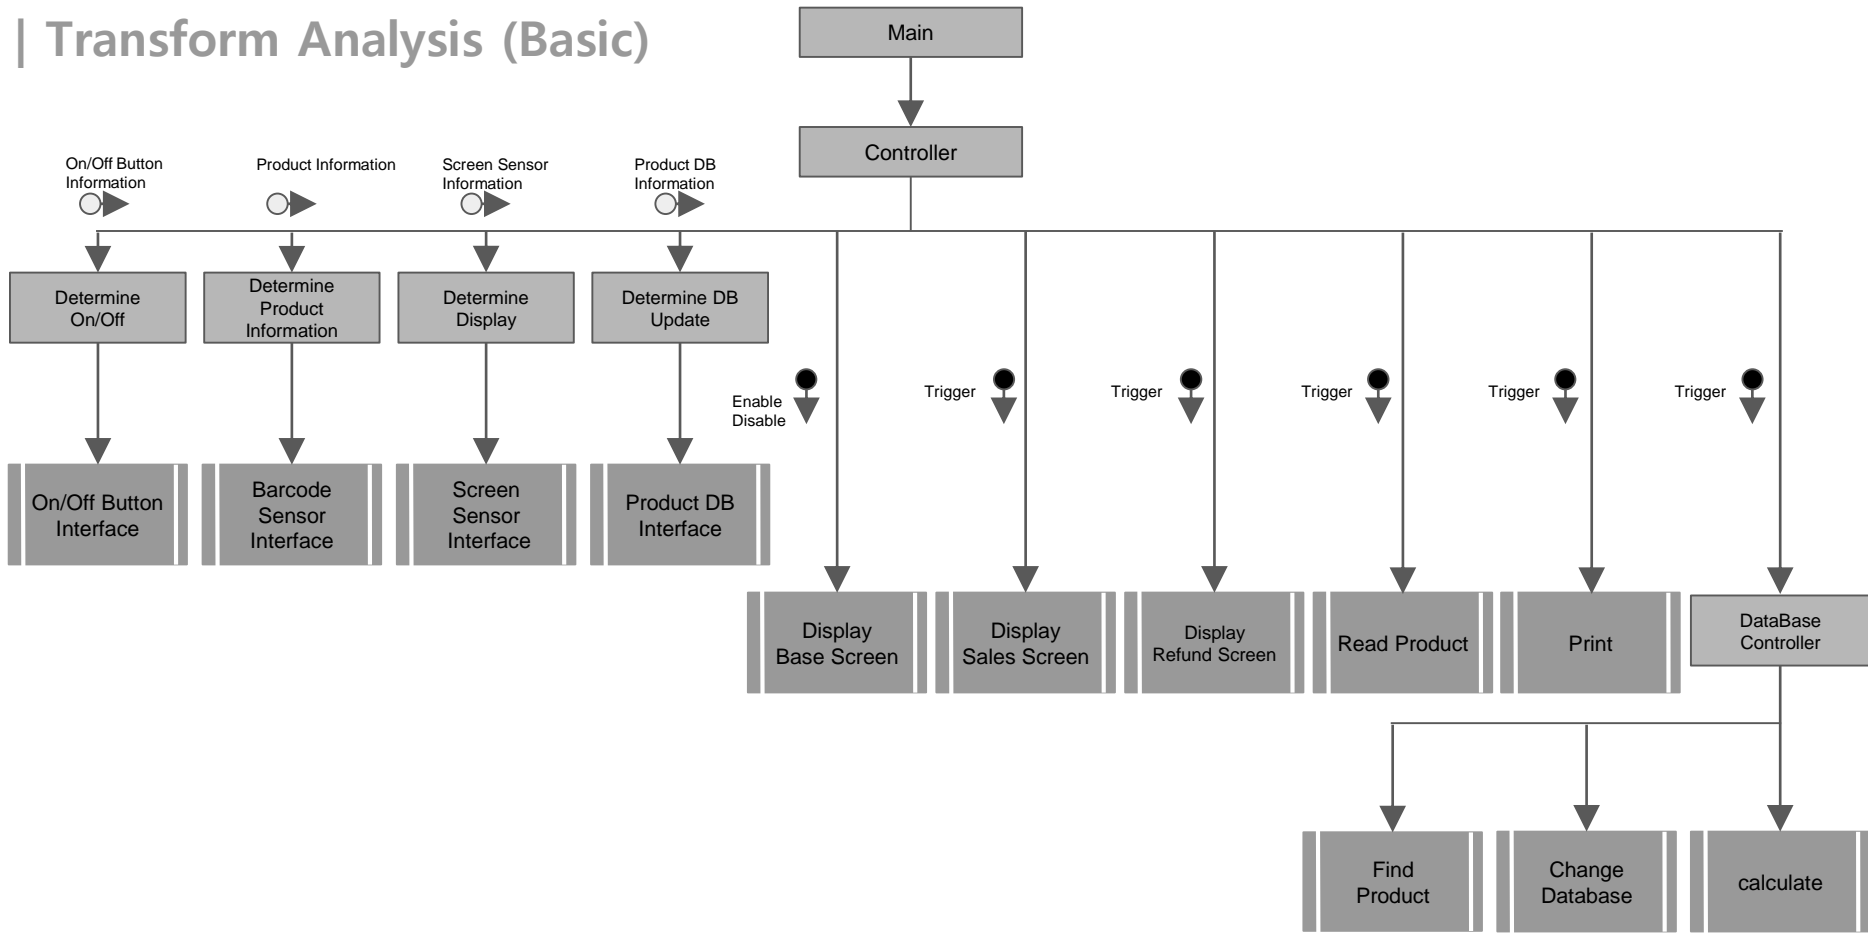 | Transform Analysis (Basic)
Main
Controller
On/Off Button
Information
Product Information
Screen Sensor
Information
Product DB
Information
Determine
On/Off
Determine
Product
Information
Determine
Display
Determine DB
Update
Enable
Disable
Trigger
Trigger
Trigger
Trigger
Trigger
On/Off Button
Interface
Barcode
Sensor
Interface
Screen
Sensor
Interface
Product DB
Interface
Display
Base Screen
Display
Sales Screen
Display
Refund Screen
Read Product
Print
DataBase
Controller
Find
Product
Change
Database
calculate